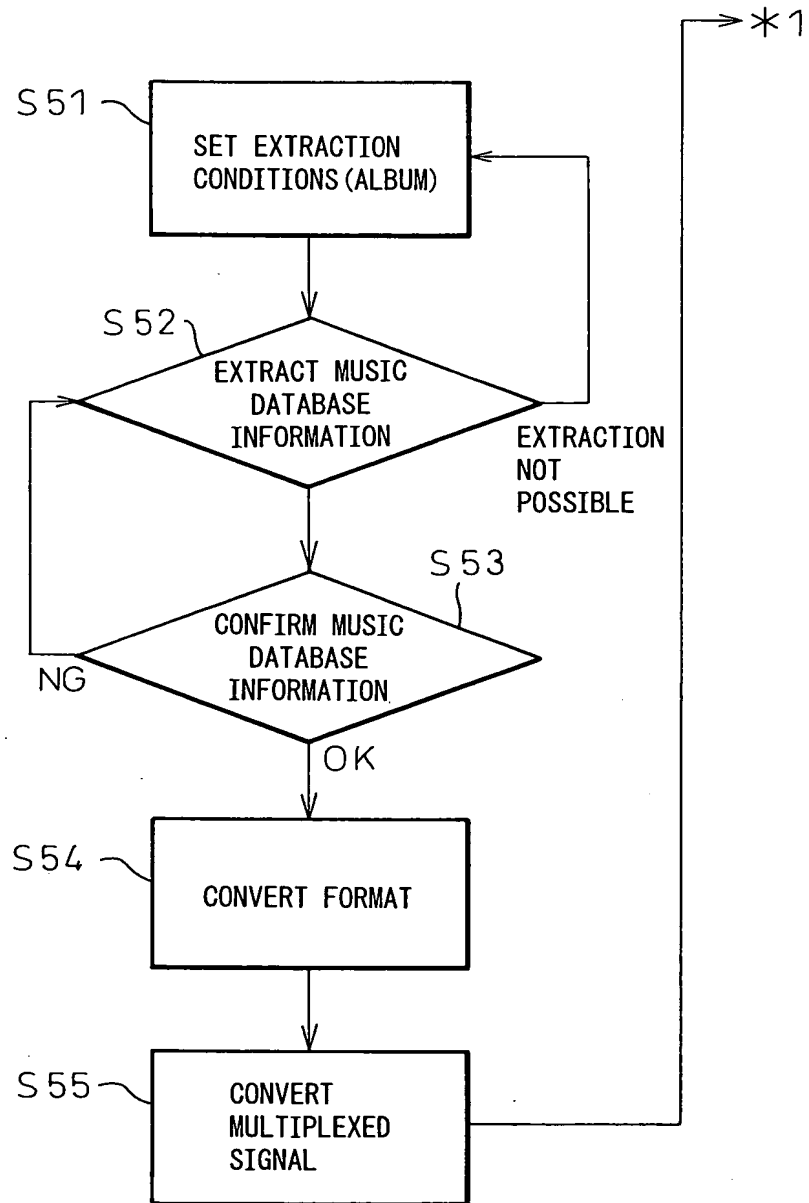 *1
S51
SET EXTRACTION
CONDITIONS(ALBUM)
S52
EXTRACT MUSIC
DATABASE
INFORMATION
EXTRACTION
NOT
POSSIBLE
S53
CONFIRM MUSIC
DATABASE
INFORMATION
NG
OK
S54
CONVERT FORMAT
S55
CONVERT
MULTIPLEXED
SIGNAL